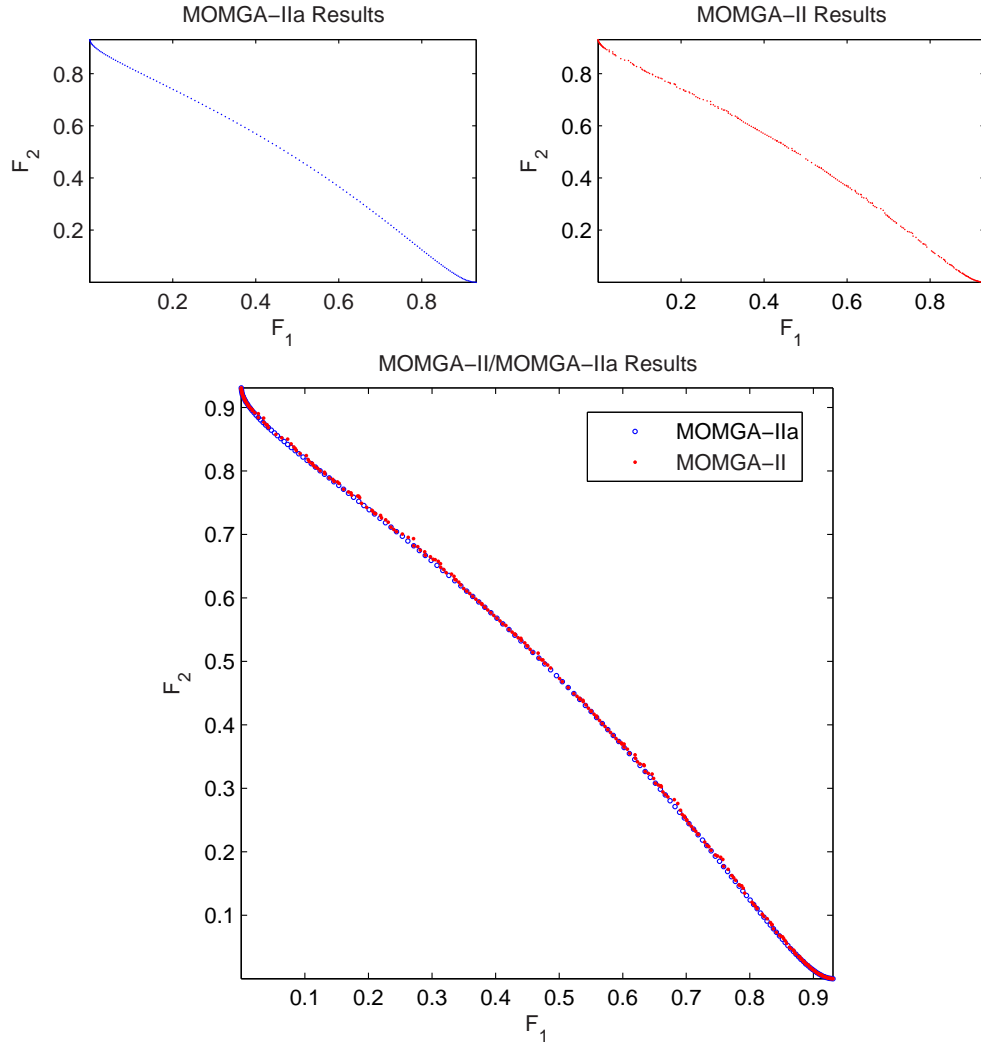 MOMGA−IIa Results
0.8
0.6
0.4
0.2
F2
0.2 0.4 0.6 0.8
F1
MOMGA−II Results
0.8
0.6
0.4
0.2
F2
0.2 0.4 0.6 0.8
F1
MOMGA−II/MOMGA−IIa Results
0.9
0.8
0.7
0.6
0.5
0.4
0.3
0.2
0.1
F2
MOMGA−IIa
MOMGA−II
0.1 0.2 0.3 0.4 0.5 0.6 0.7 0.8 0.9
F1